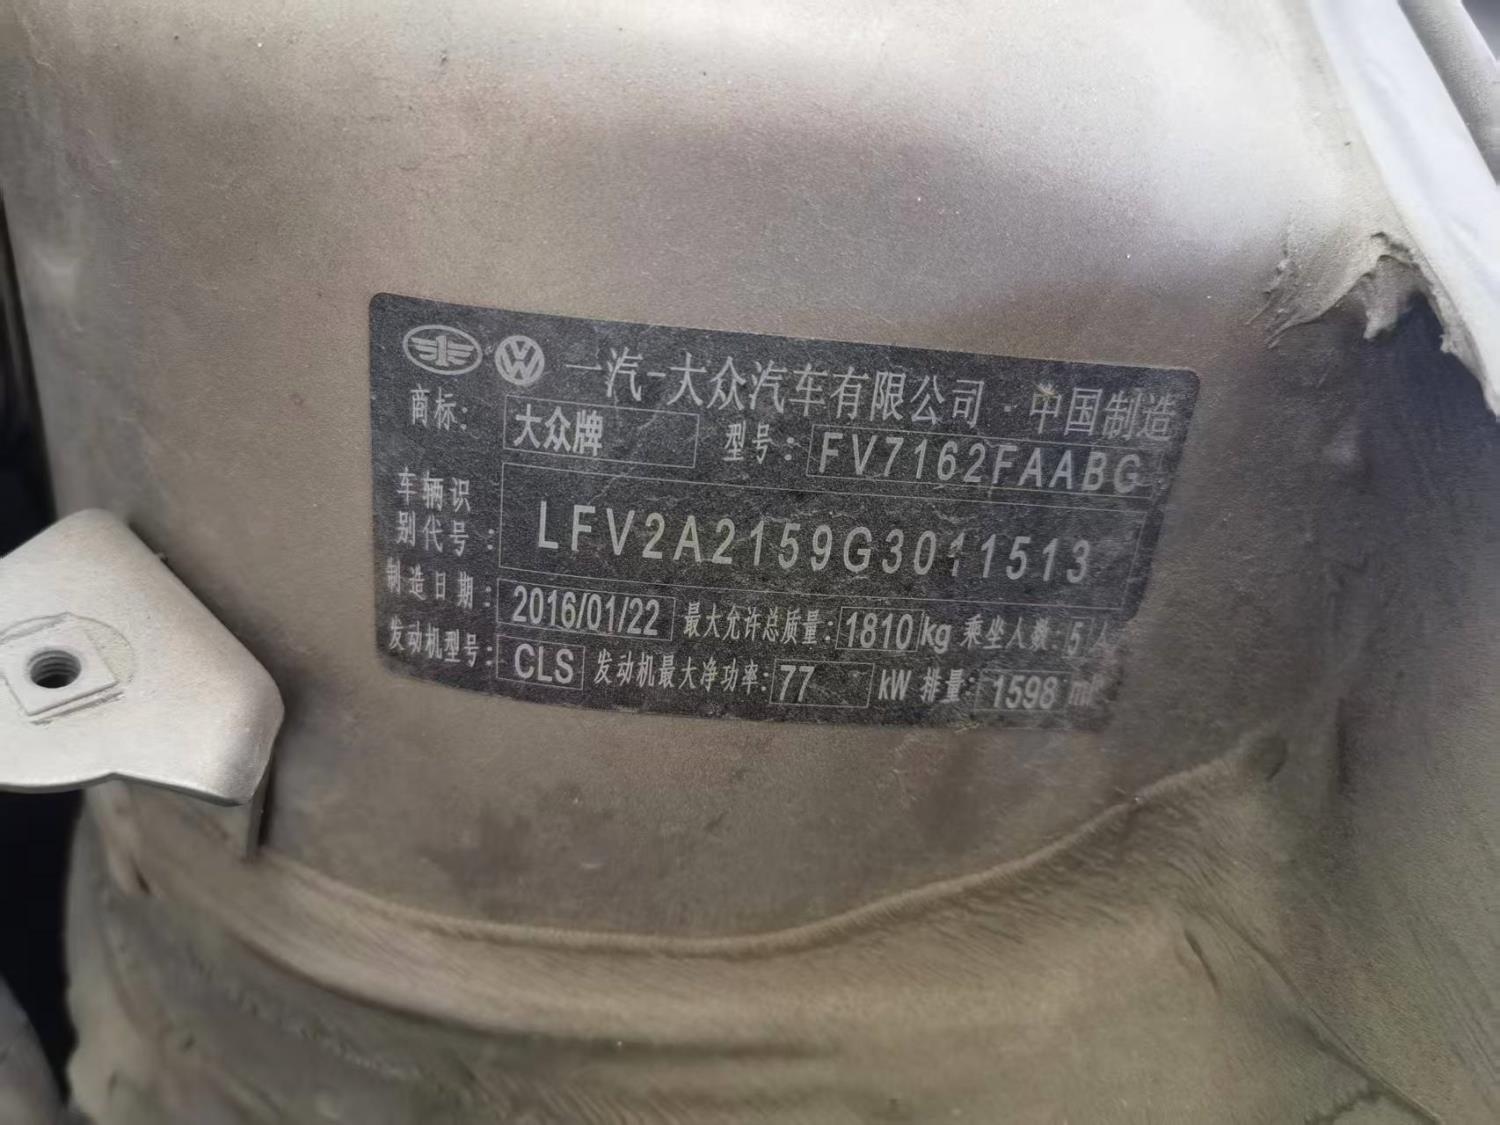 一汽-大众汽车有限公司·中国制造
商标: 大众牌 型号: FV7162FAABG
车辆识别代号: LFV2A2159G3011513
制造日期: 2016/01/22 最大允许总质量: 1810 kg 乘坐人数: 5 人
发动机型号: CLS 发动机最大净功率: 77 kW 排量: 1598 ml